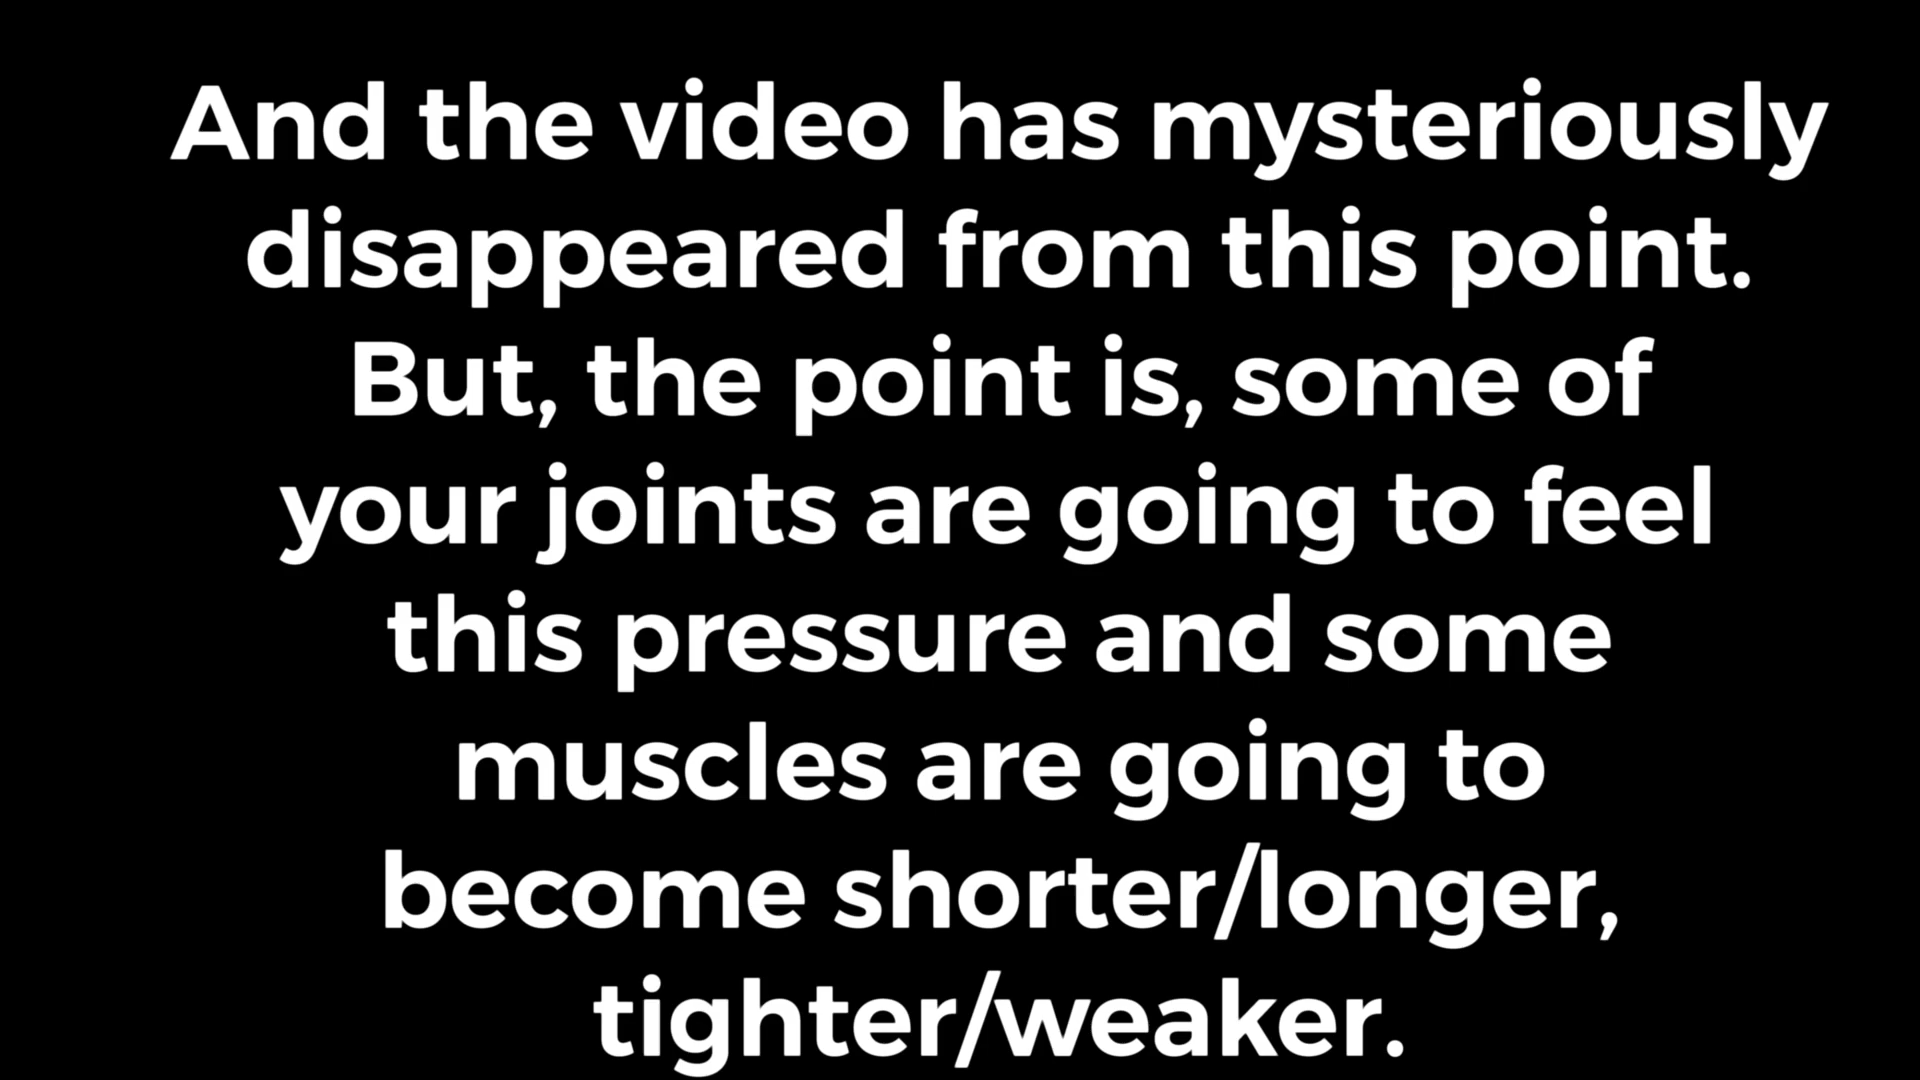 And the video has mysteriously
disappeared from this point.
But, the point is, some of
your joints are going to feel
this pressure and some
muscles are going to
become shorter/longer,
tighter/weaker.